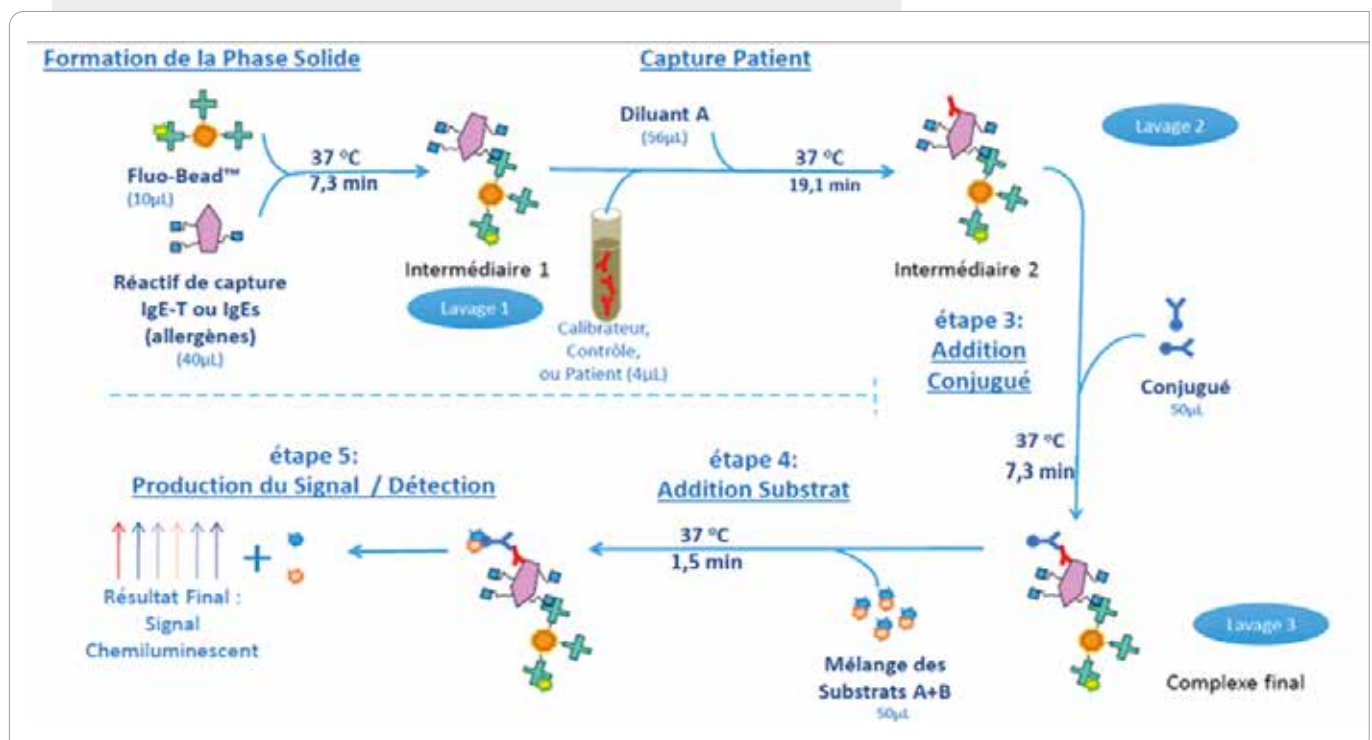 Formation de la Phase Solide
Capture Patient
Fluo-Bead™
(10µL)
37 °C
7,3 min
Réactif de capture
IgE-T ou IgEs
(allergènes)
(40µL)
Intermédiaire 1
Lavage 1
Diluant A
(56µL)
Calibrateur,
Contrôle,
ou Patient (4µL)
37 °C
19,1 min
Intermédiaire 2
Lavage 2
étape 3:
Addition
Conjugué
Conjugué
50µL
37 °C
7,3 min
Complexe final
Lavage 3
étape 4:
Addition Substrat
37 °C
1,5 min
Mélange des
Substrats A+B
50µL
étape 5:
Production du Signal / Détection
Résultat Final :
Signal
Chemiluminescent